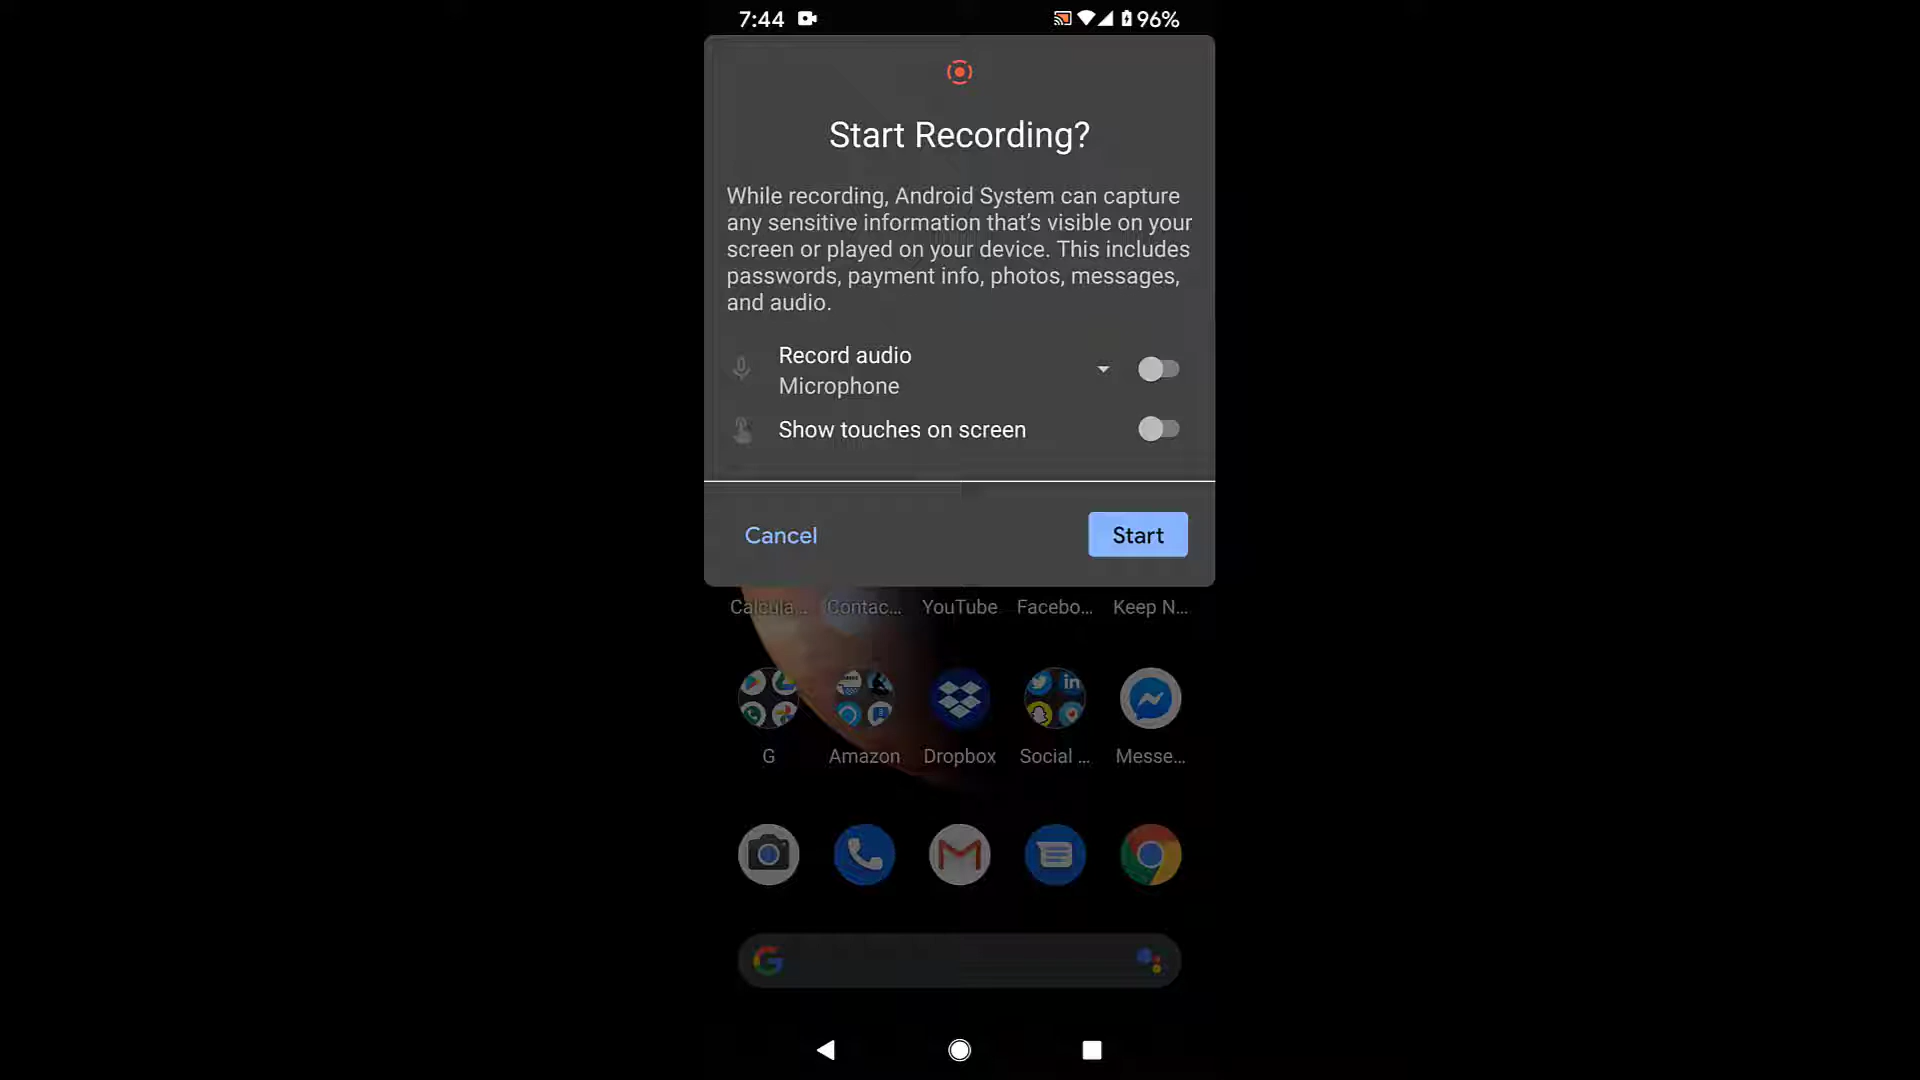 7:44 96%
Start Recording?
While recording, Android System can capture
any sensitive information that's visible on your
screen or played on your device. This includes
passwords, payment info, photos, messages,
and audio.
Record audio
Microphone
Show touches on screen
Cancel Start
Calcula... Contac... YouTube Facebo... Keep N...
G Amazon Dropbox Social ... Messe...